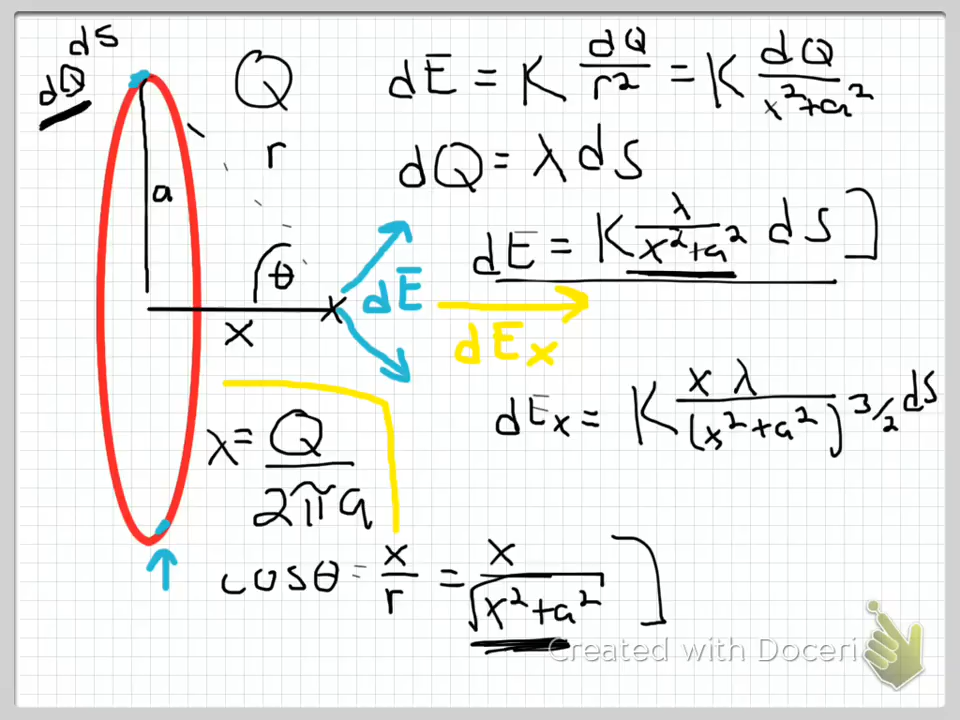 dS
dQ
Q
dE = K dQ/r² = K dQ/x²+a²
r
dQ = λ dS
a
dE = K λ/x²+a² dS ]
θ
dE
x
x
dEx
dEx = K xλ/(x²+a²)^3/2 dS
λ = Q/2πa
cosθ = x/r = x/√x²+a² ]
Created with Doceri